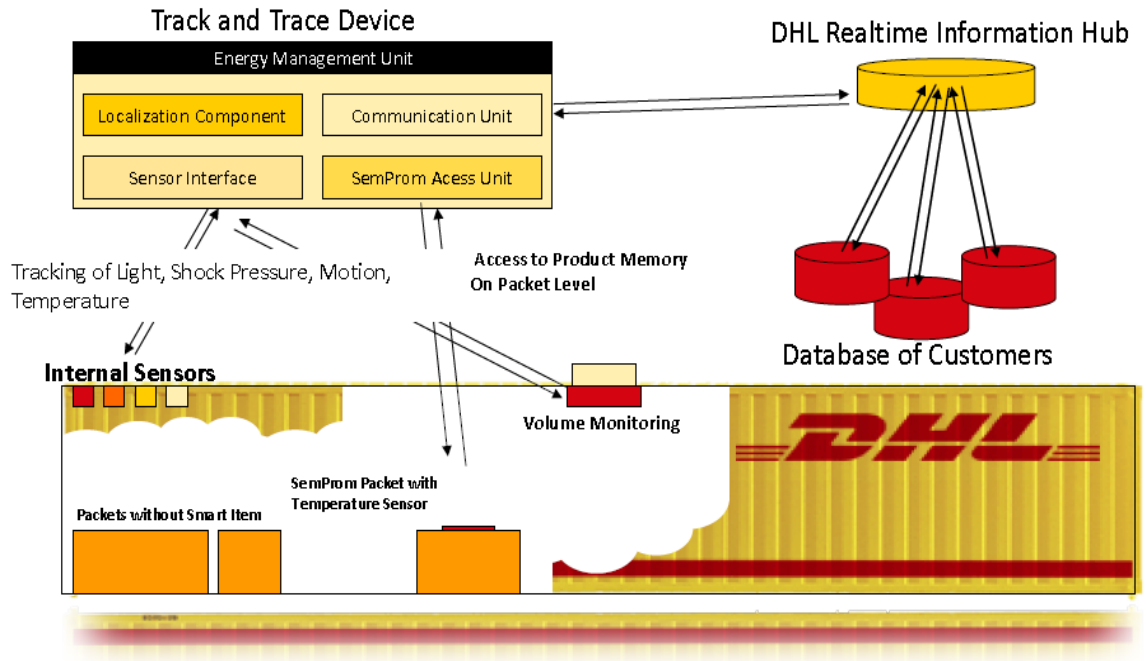 Track and Trace Device
DHL Realtime Information Hub
Energy Management Unit
Localization Component
Communication Unit
Sensor Interface
SemProm Acess Unit
Tracking of Light, Shock Pressure, Motion,
Temperature
Access to Product Memory
On Packet Level
Database of Customers
Internal Sensors
Volume Monitoring
DHL
SemProm Packet with
Temperature Sensor
Packets without Smart Item